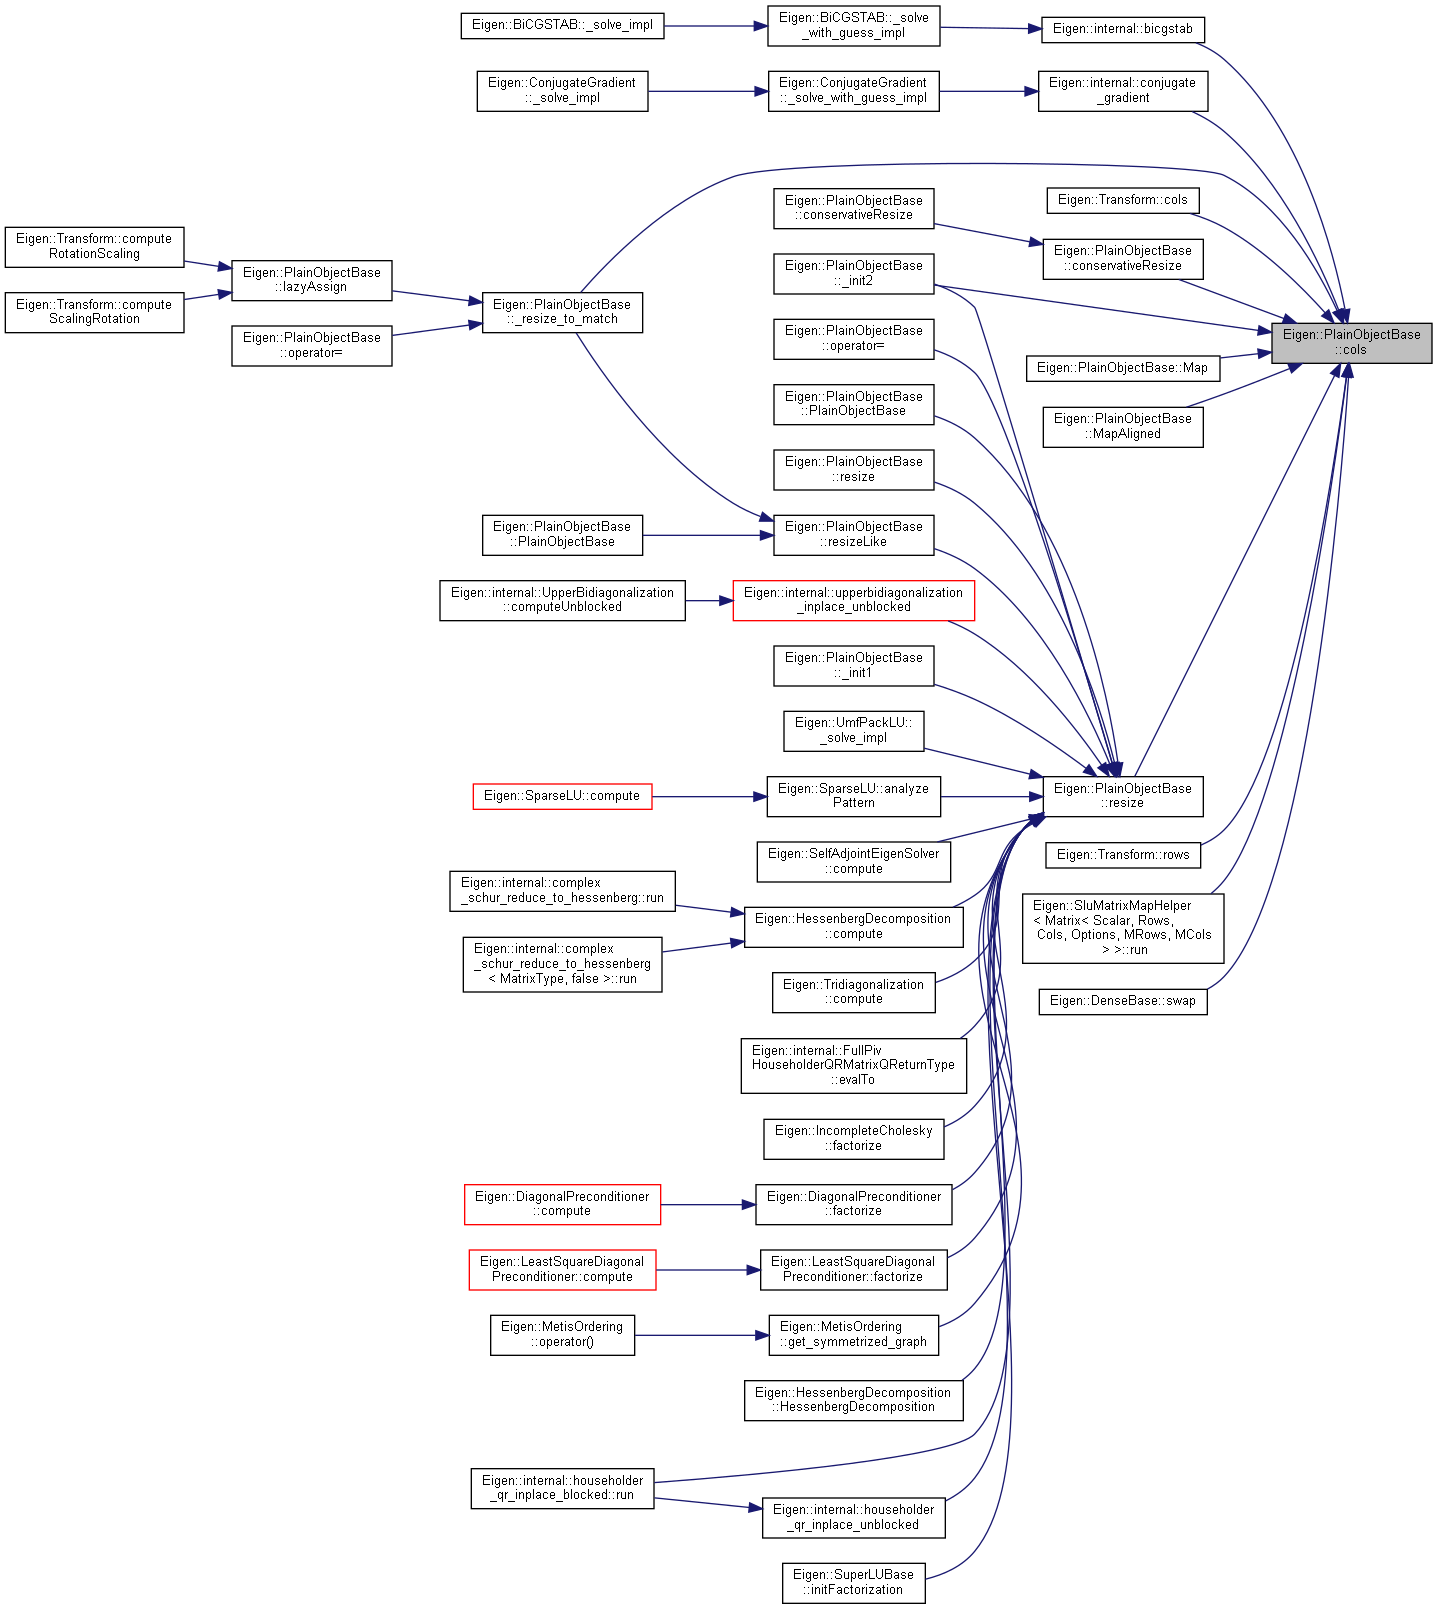 Eigen::BiCGSTAB::_solve_impl
Eigen::BiCGSTAB::_solve
_with_guess_impl
Eigen::internal::bicgstab
Eigen::ConjugateGradient
::_solve_impl
Eigen::ConjugateGradient
::_solve_with_guess_impl
Eigen::internal::conjugate
_gradient
Eigen::PlainObjectBase
::conservativeResize
Eigen::Transform::cols
Eigen::Transform::compute
RotationScaling
Eigen::PlainObjectBase
::conservativeResize
Eigen::PlainObjectBase
::lazyAssign
Eigen::PlainObjectBase
::_init2
Eigen::Transform::compute
ScalingRotation
Eigen::PlainObjectBase
::_resize_to_match
Eigen::PlainObjectBase
::operator=
Eigen::PlainObjectBase
::operator=
Eigen::PlainObjectBase
::cols
Eigen::PlainObjectBase::Map
Eigen::PlainObjectBase
::PlainObjectBase
Eigen::PlainObjectBase
::MapAligned
Eigen::PlainObjectBase
::resize
Eigen::PlainObjectBase
::PlainObjectBase
Eigen::PlainObjectBase
::resizeLike
Eigen::internal::UpperBidiagonalization
::computeUnblocked
Eigen::internal::upperbidiagonalization
_inplace_unblocked
Eigen::PlainObjectBase
::_init1
Eigen::UmfPackLU::
_solve_impl
Eigen::SparseLU::compute
Eigen::SparseLU::analyze
Pattern
Eigen::PlainObjectBase
::resize
Eigen::SelfAdjointEigenSolver
::compute
Eigen::Transform::rows
Eigen::internal::complex
_schur_reduce_to_hessenberg::run
Eigen::HessenbergDecomposition
::compute
Eigen::SluMatrixMapHelper
< Matrix< Scalar, Rows,
Cols, Options, MRows, MCols
> >::run
Eigen::internal::complex
_schur_reduce_to_hessenberg
< MatrixType, false >::run
Eigen::Tridiagonalization
::compute
Eigen::DenseBase::swap
Eigen::internal::FullPiv
HouseholderQRMatrixQReturnType
::evalTo
Eigen::IncompleteCholesky
::factorize
Eigen::DiagonalPreconditioner
::compute
Eigen::DiagonalPreconditioner
::factorize
Eigen::LeastSquareDiagonal
Preconditioner::compute
Eigen::LeastSquareDiagonal
Preconditioner::factorize
Eigen::MetisOrdering
::operator()
Eigen::MetisOrdering
::get_symmetrized_graph
Eigen::HessenbergDecomposition
::HessenbergDecomposition
Eigen::internal::householder
_qr_inplace_blocked::run
Eigen::internal::householder
_qr_inplace_unblocked
Eigen::SuperLUBase
::initFactorization